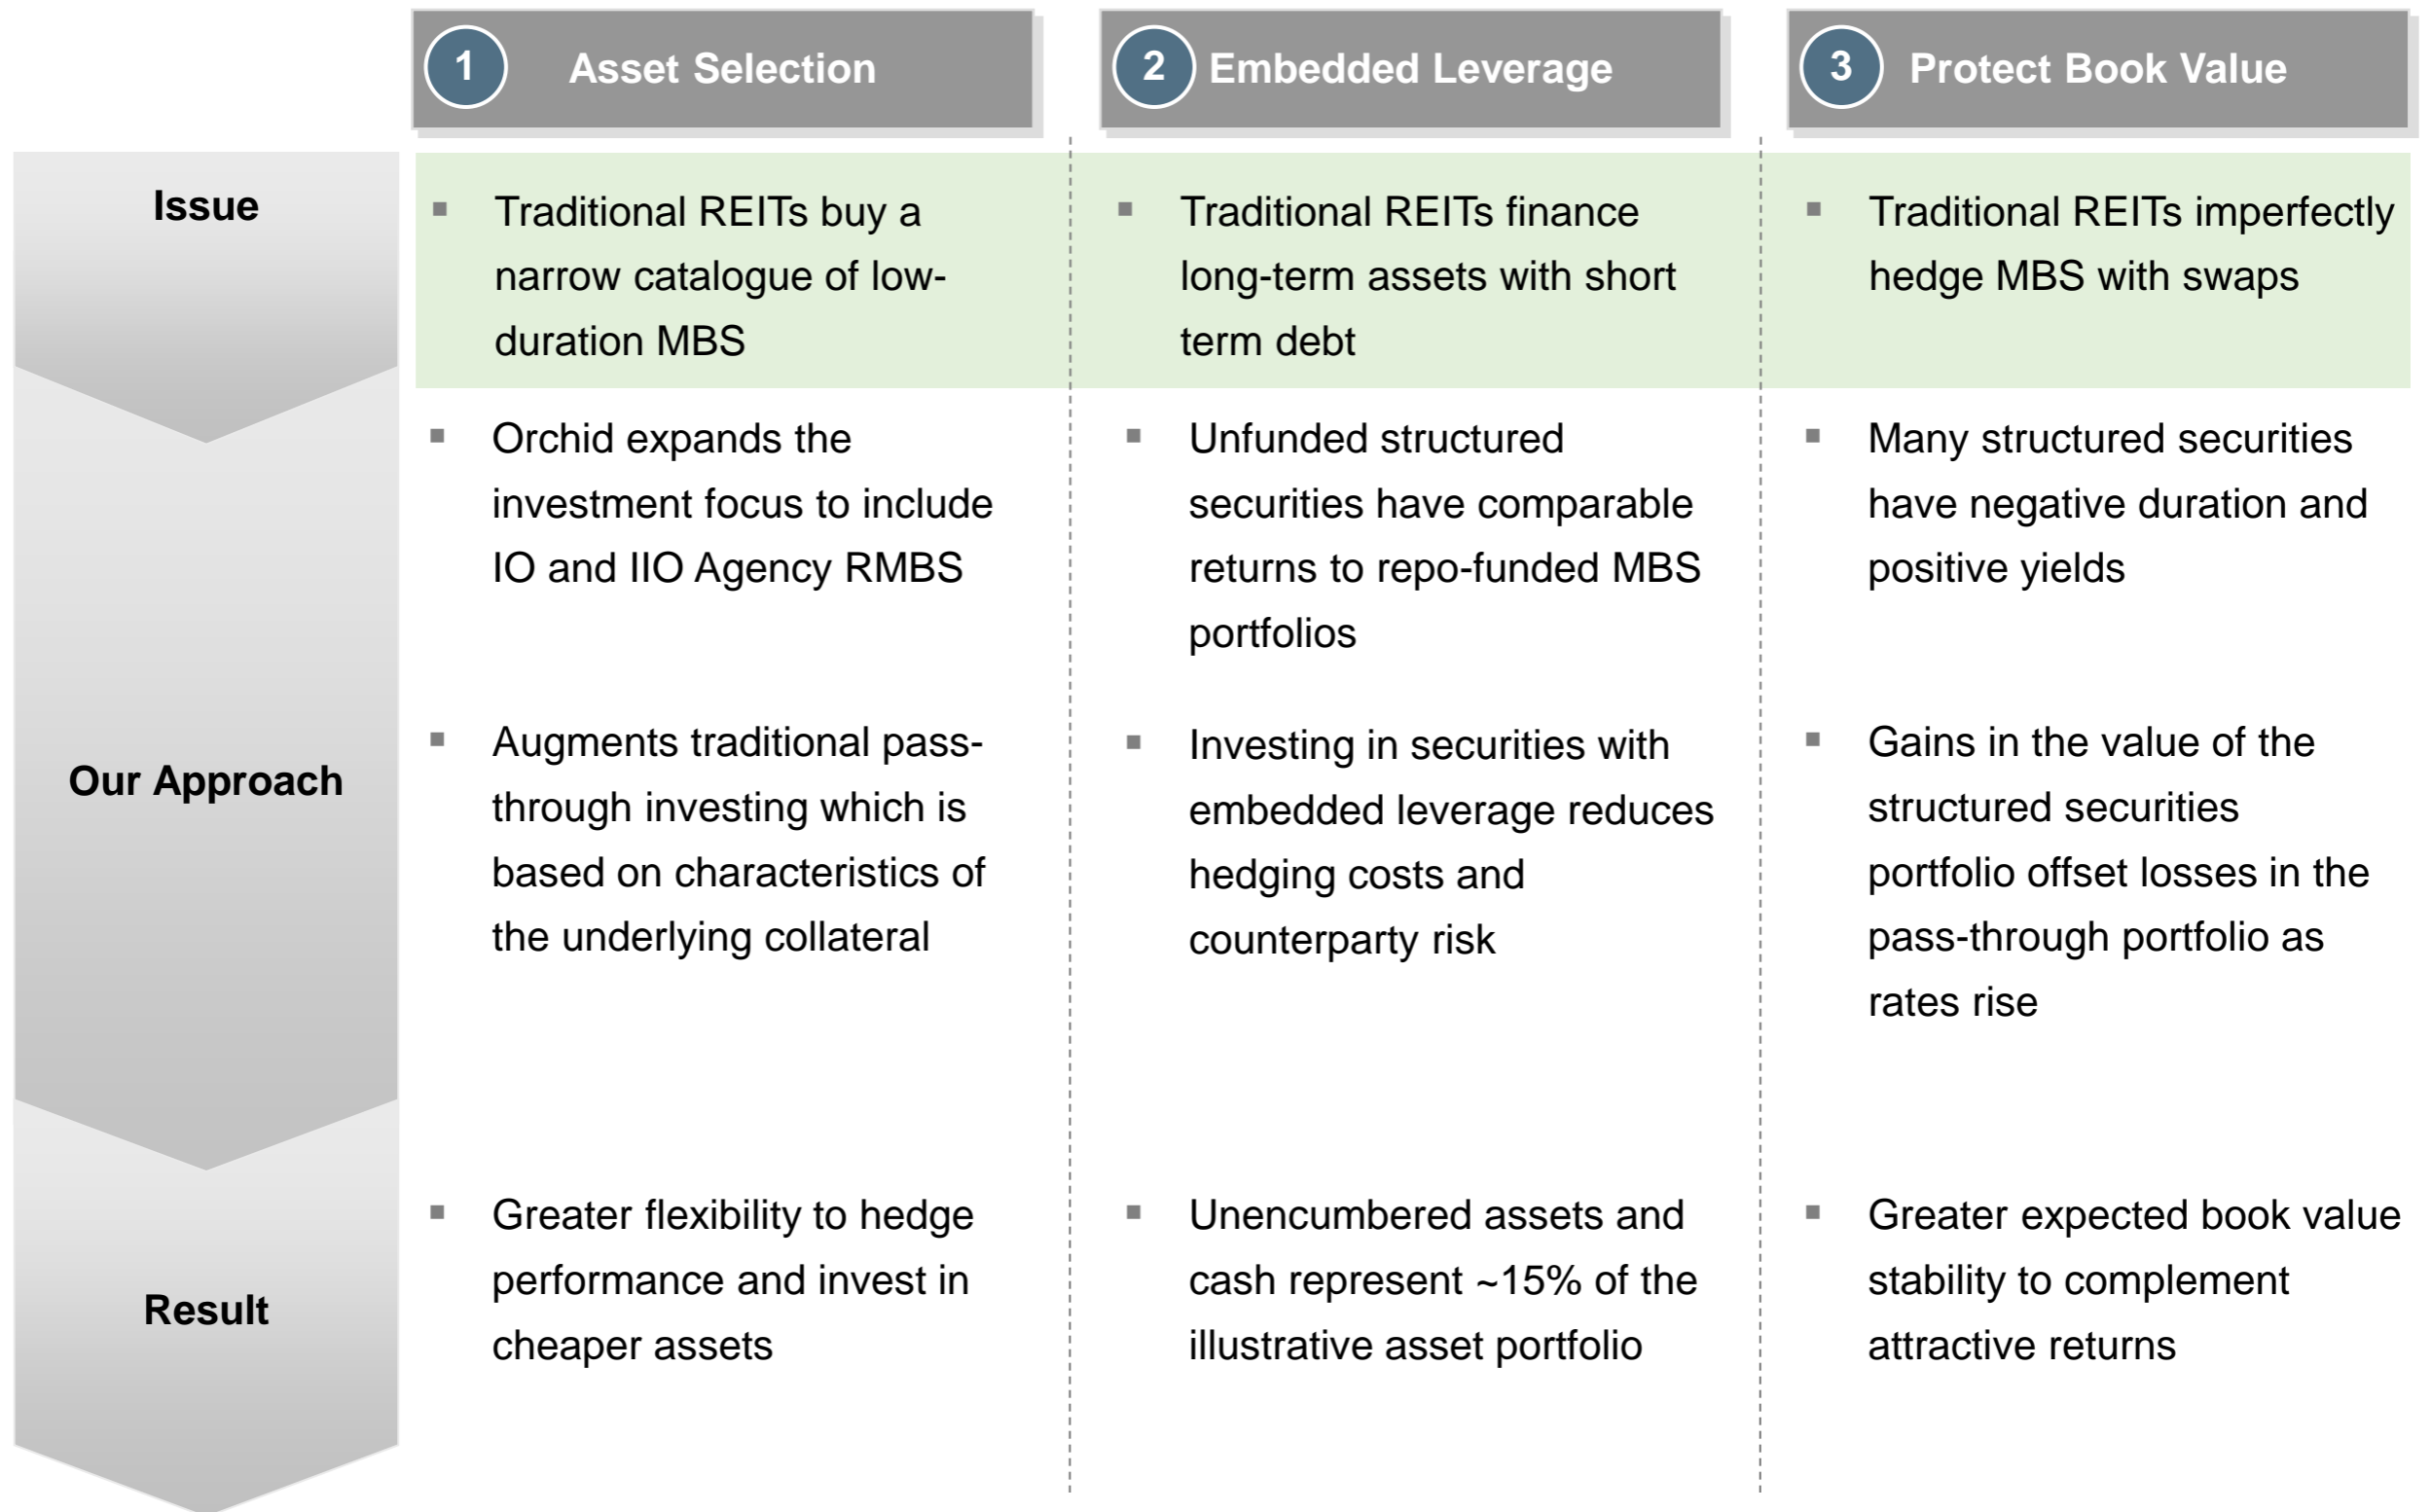 1 Asset Selection
2 Embedded Leverage
3 Protect Book Value
Issue
▪ Traditional REITs buy a
narrow catalogue of low-
duration MBS
▪ Traditional REITs finance
long-term assets with short
term debt
▪ Traditional REITs imperfectly
hedge MBS with swaps
Our Approach
▪ Orchid expands the
investment focus to include
IO and IIO Agency RMBS
▪ Augments traditional pass-
through investing which is
based on characteristics of
the underlying collateral
▪ Unfunded structured
securities have comparable
returns to repo-funded MBS
portfolios
▪ Investing in securities with
embedded leverage reduces
hedging costs and
counterparty risk
▪ Many structured securities
have negative duration and
positive yields
▪ Gains in the value of the
structured securities
portfolio offset losses in the
pass-through portfolio as
rates rise
Result
▪ Greater flexibility to hedge
performance and invest in
cheaper assets
▪ Unencumbered assets and
cash represent ~15% of the
illustrative asset portfolio
▪ Greater expected book value
stability to complement
attractive returns